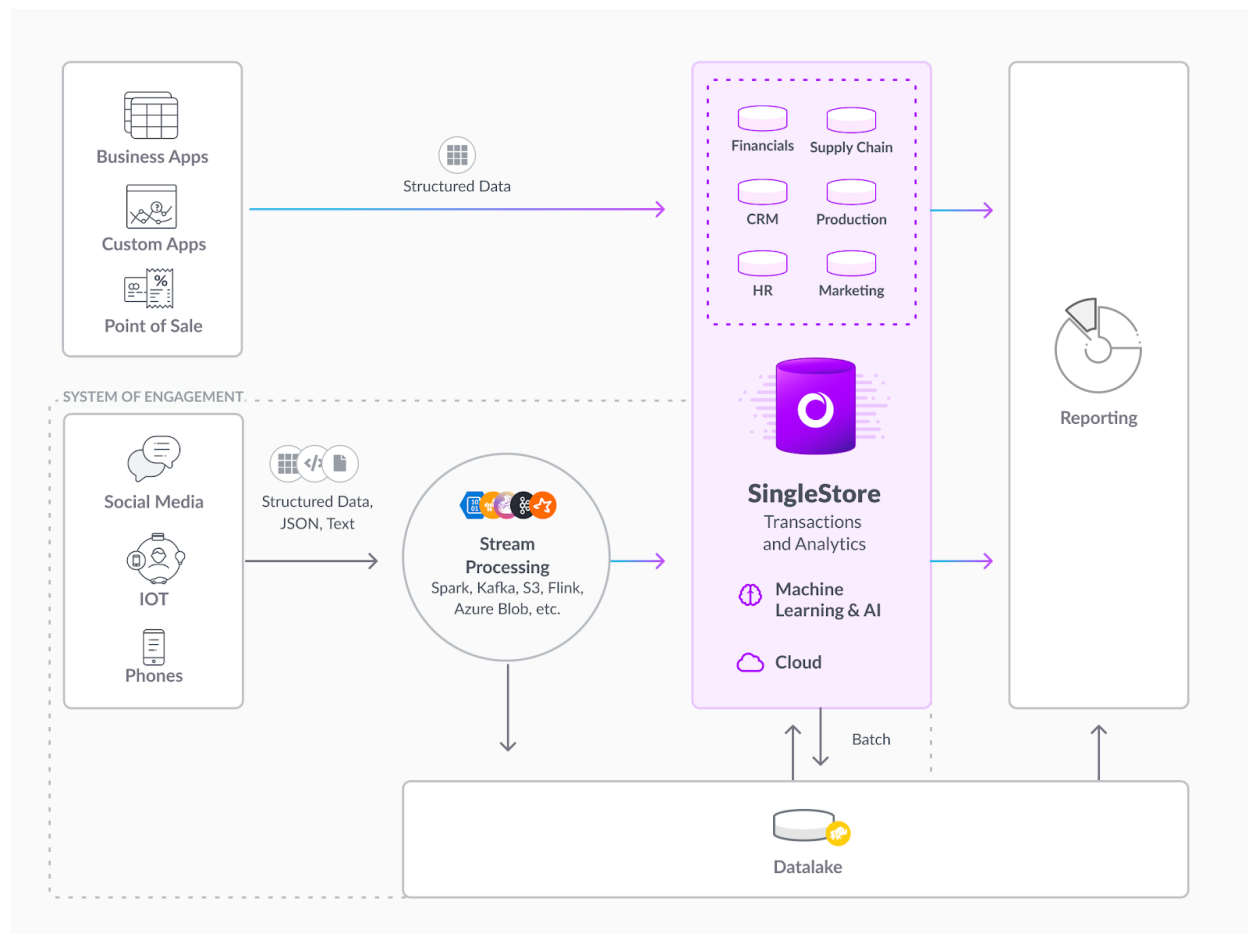 Business Apps
Custom Apps
%
Point of Sale
Structured Data
Financials
Supply Chain
CRM
Production
HR
Marketing
SYSTEM OF ENGAGEMENT
Social Media
IOT
Phones
</>
Structured Data,
JSON, Text
10
01
Stream
Processing
Spark, Kafka, S3, Flink,
Azure Blob, etc.
SingleStore
Transactions
and Analytics
Machine
Learning & AI
Cloud
Reporting
Batch
Datalake